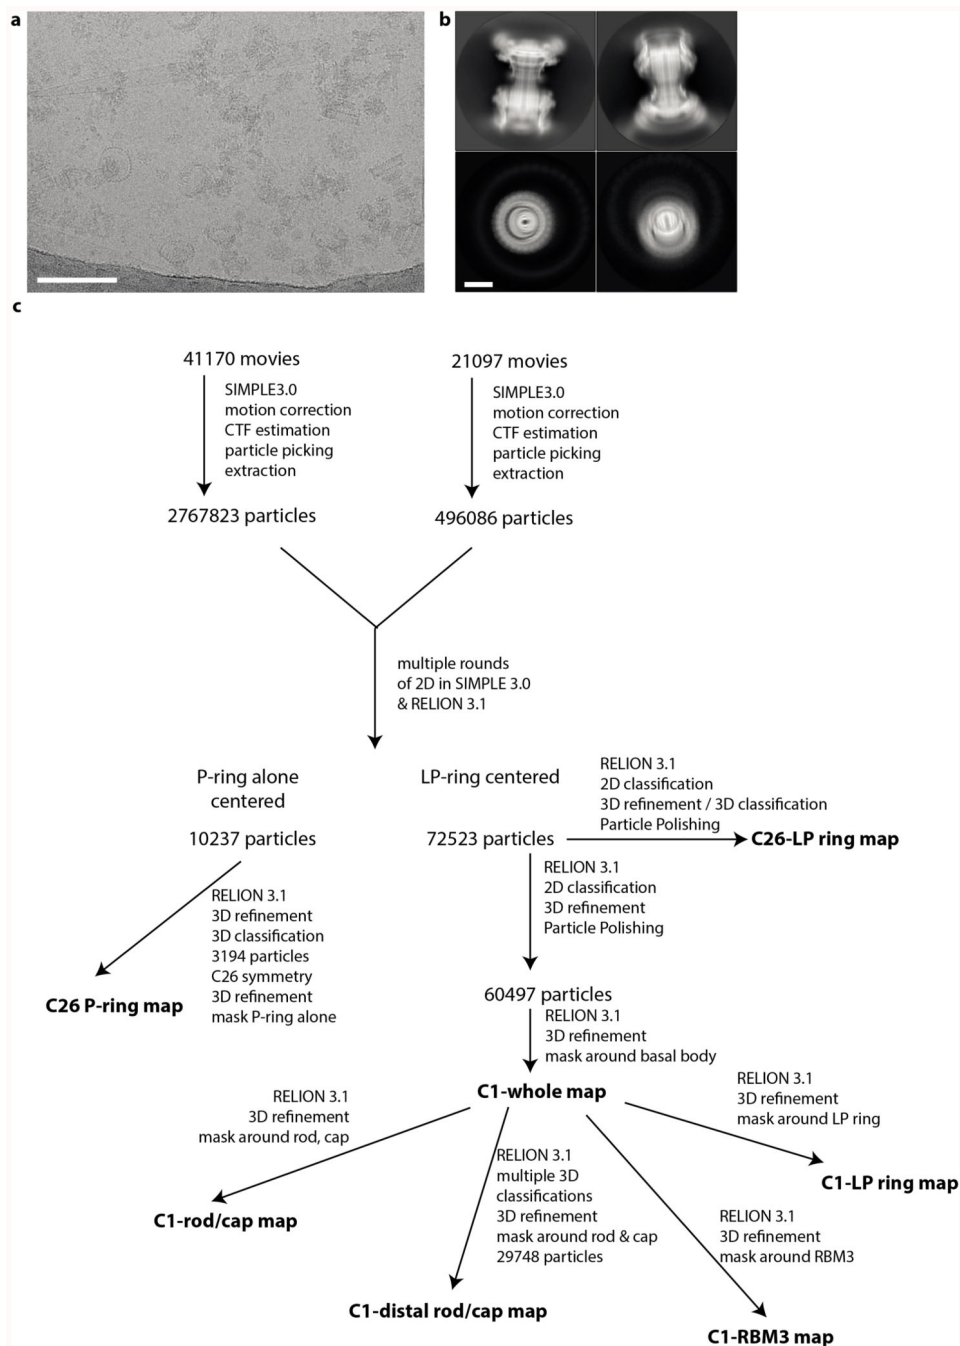 a
b
c
41170 movies
21097 movies
SIMPLE3.0
motion correction
CTF estimation
particle picking
extraction
SIMPLE3.0
motion correction
CTF estimation
particle picking
extraction
2767823 particles
496086 particles
multiple rounds
of 2D in SIMPLE 3.0
& RELION 3.1
P-ring alone
centered
10237 particles
LP-ring centered
72523 particles
RELION 3.1
2D classification
3D refinement / 3D classification
Particle Polishing
C26-LP ring map
RELION 3.1
3D refinement
3D classification
3194 particles
C26 symmetry
3D refinement
mask P-ring alone
C26 P-ring map
RELION 3.1
2D classification
3D refinement
Particle Polishing
60497 particles
RELION 3.1
3D refinement
mask around basal body
C1-whole map
RELION 3.1
3D refinement
mask around rod, cap
C1-rod/cap map
RELION 3.1
multiple 3D
classifications
3D refinement
mask around rod & cap
29748 particles
C1-distal rod/cap map
RELION 3.1
3D refinement
mask around LP ring
C1-LP ring map
RELION 3.1
3D refinement
mask around RBM3
C1-RBM3 map